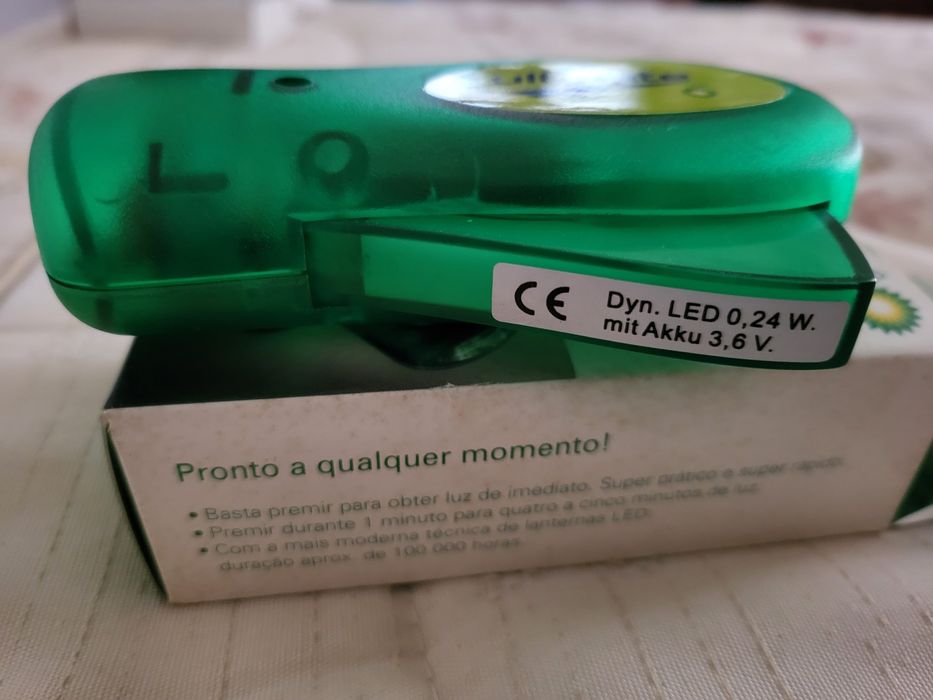 CE Dyn. LED 0,24 W.
mit Akku 3,6 V.
Pronto a qualquer momento!
• Basta premir para obter luz de imediato. Super prático e super rápido.
• Premir durante 1 minuto para quatro a cinco minutos de luz.
• Com a mais moderna técnica de lanternas LED:
duração aprox. de 100 000 horas.